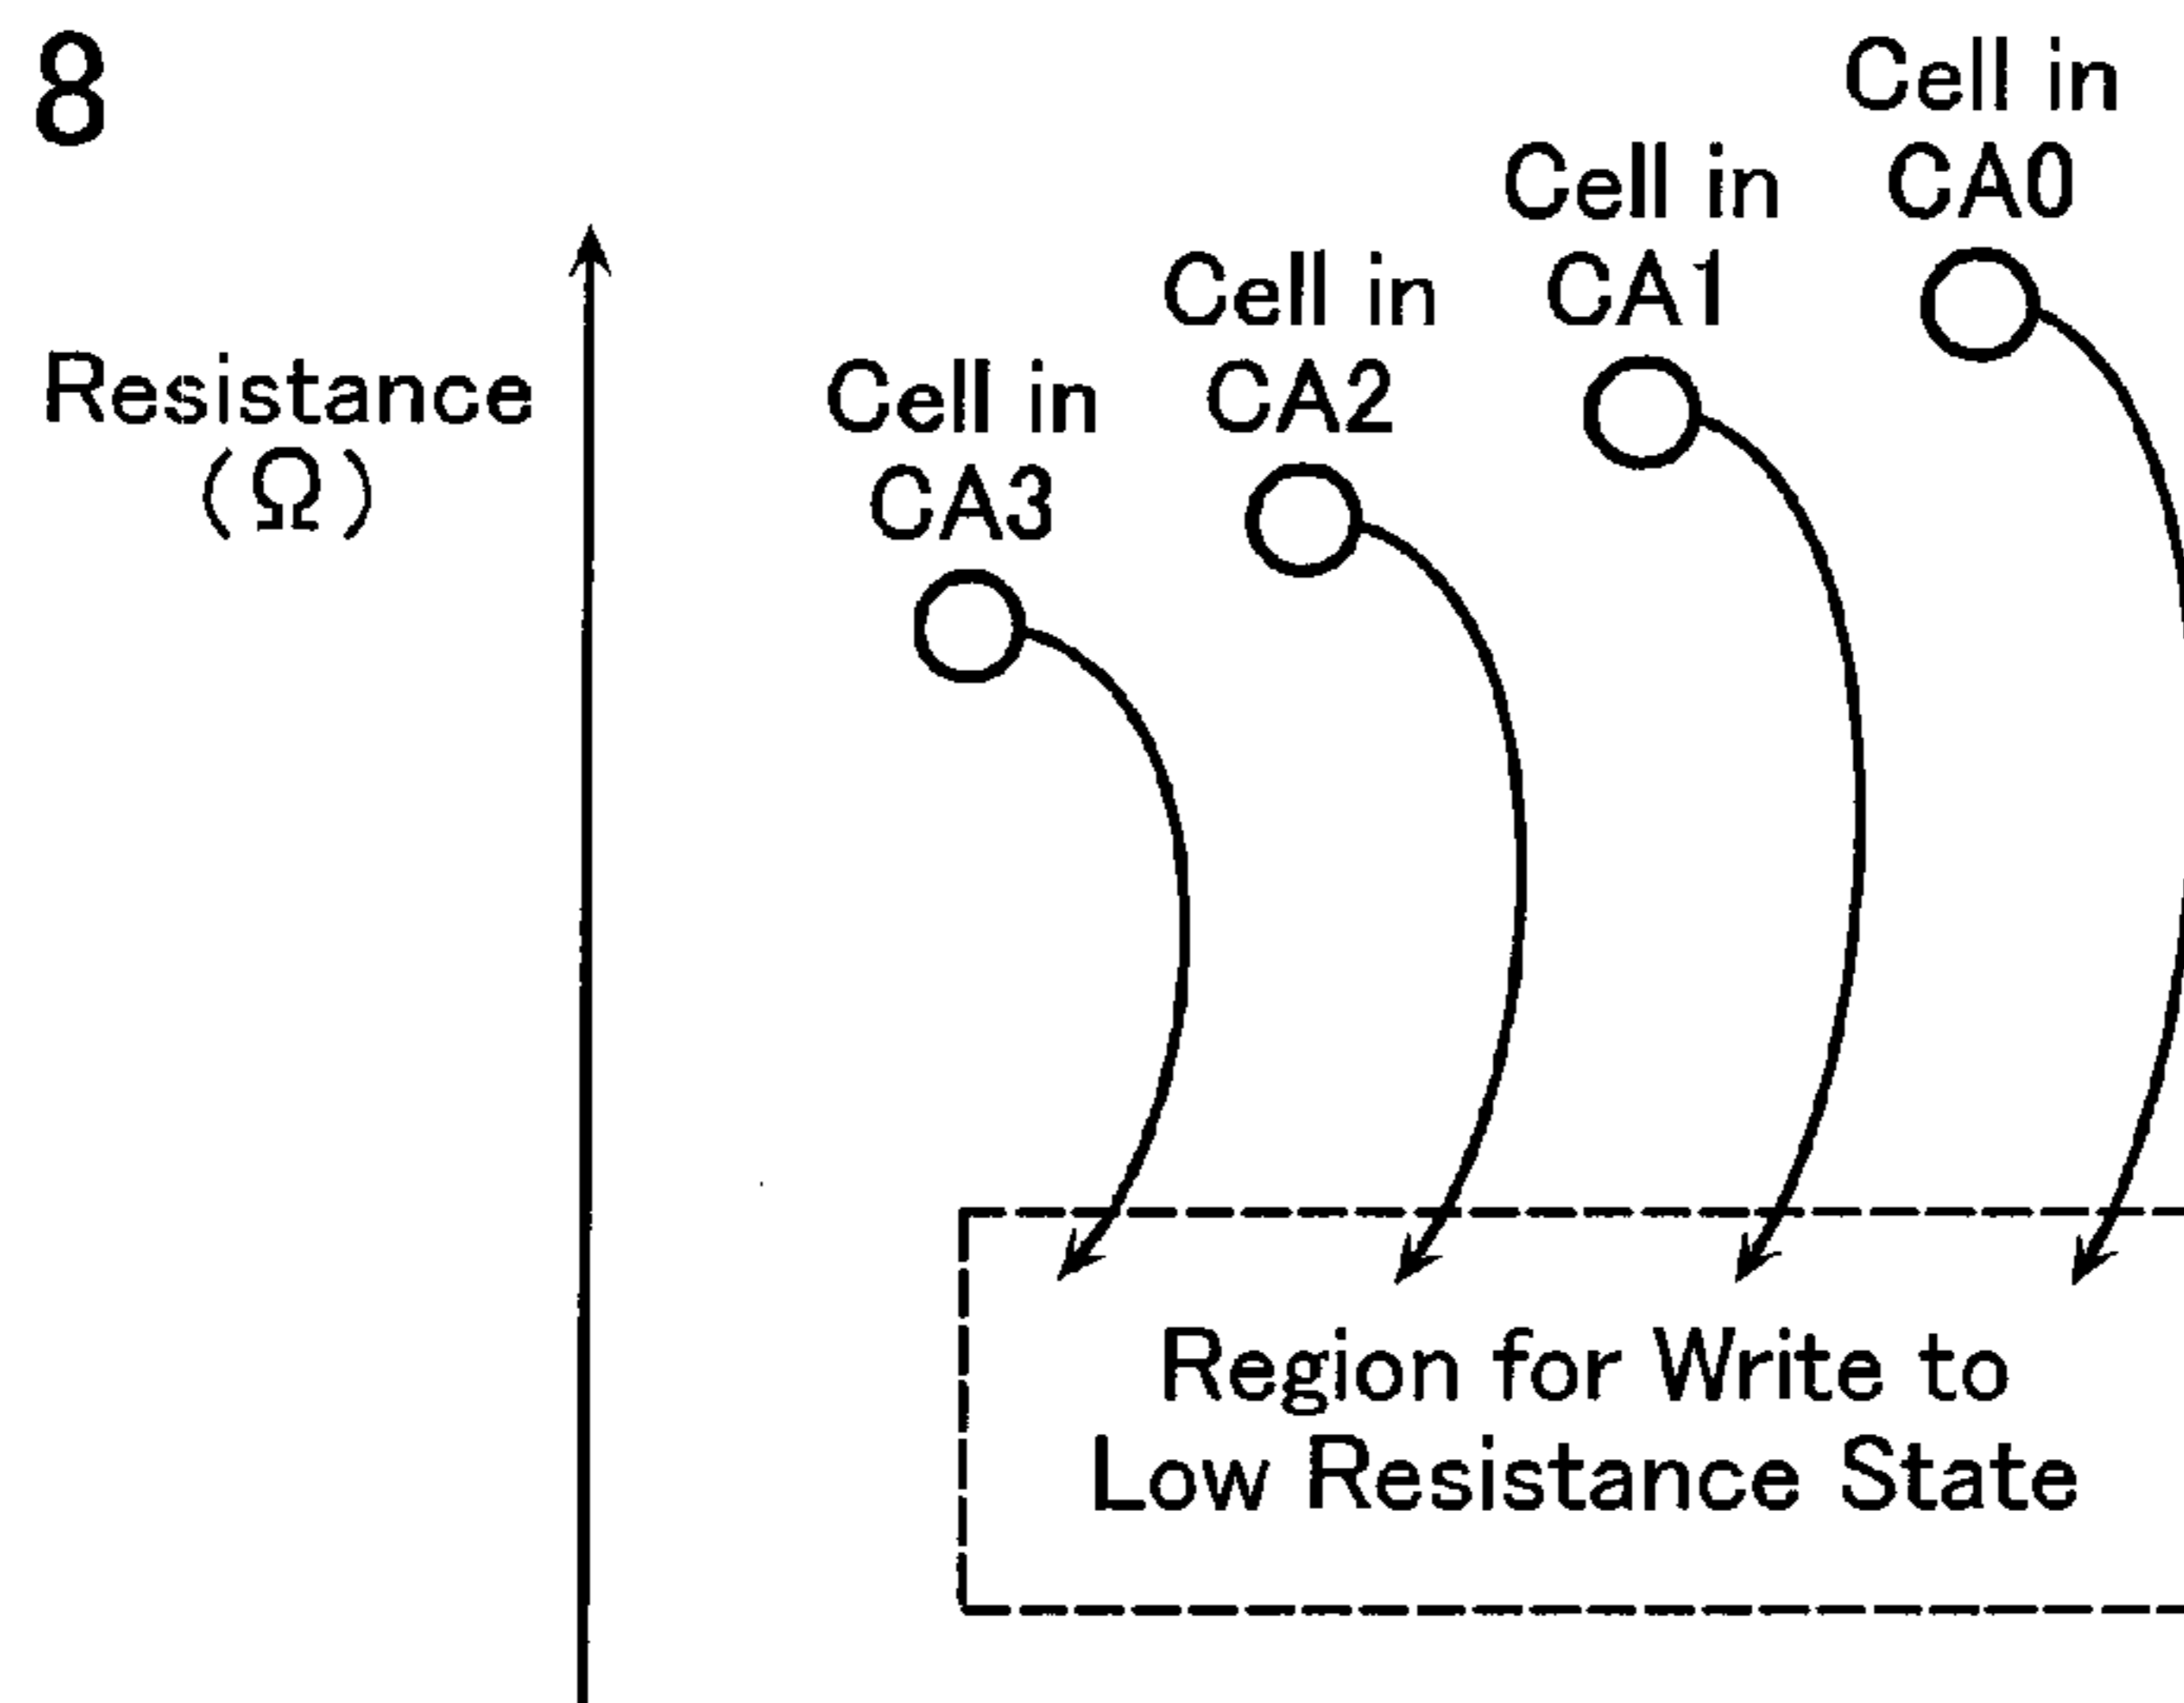 8
Cell in
CA0
Cell in
CA1
Cell in
CA2
Cell in
CA3
Resistance
(Ω)
Region for Write to
Low Resistance State